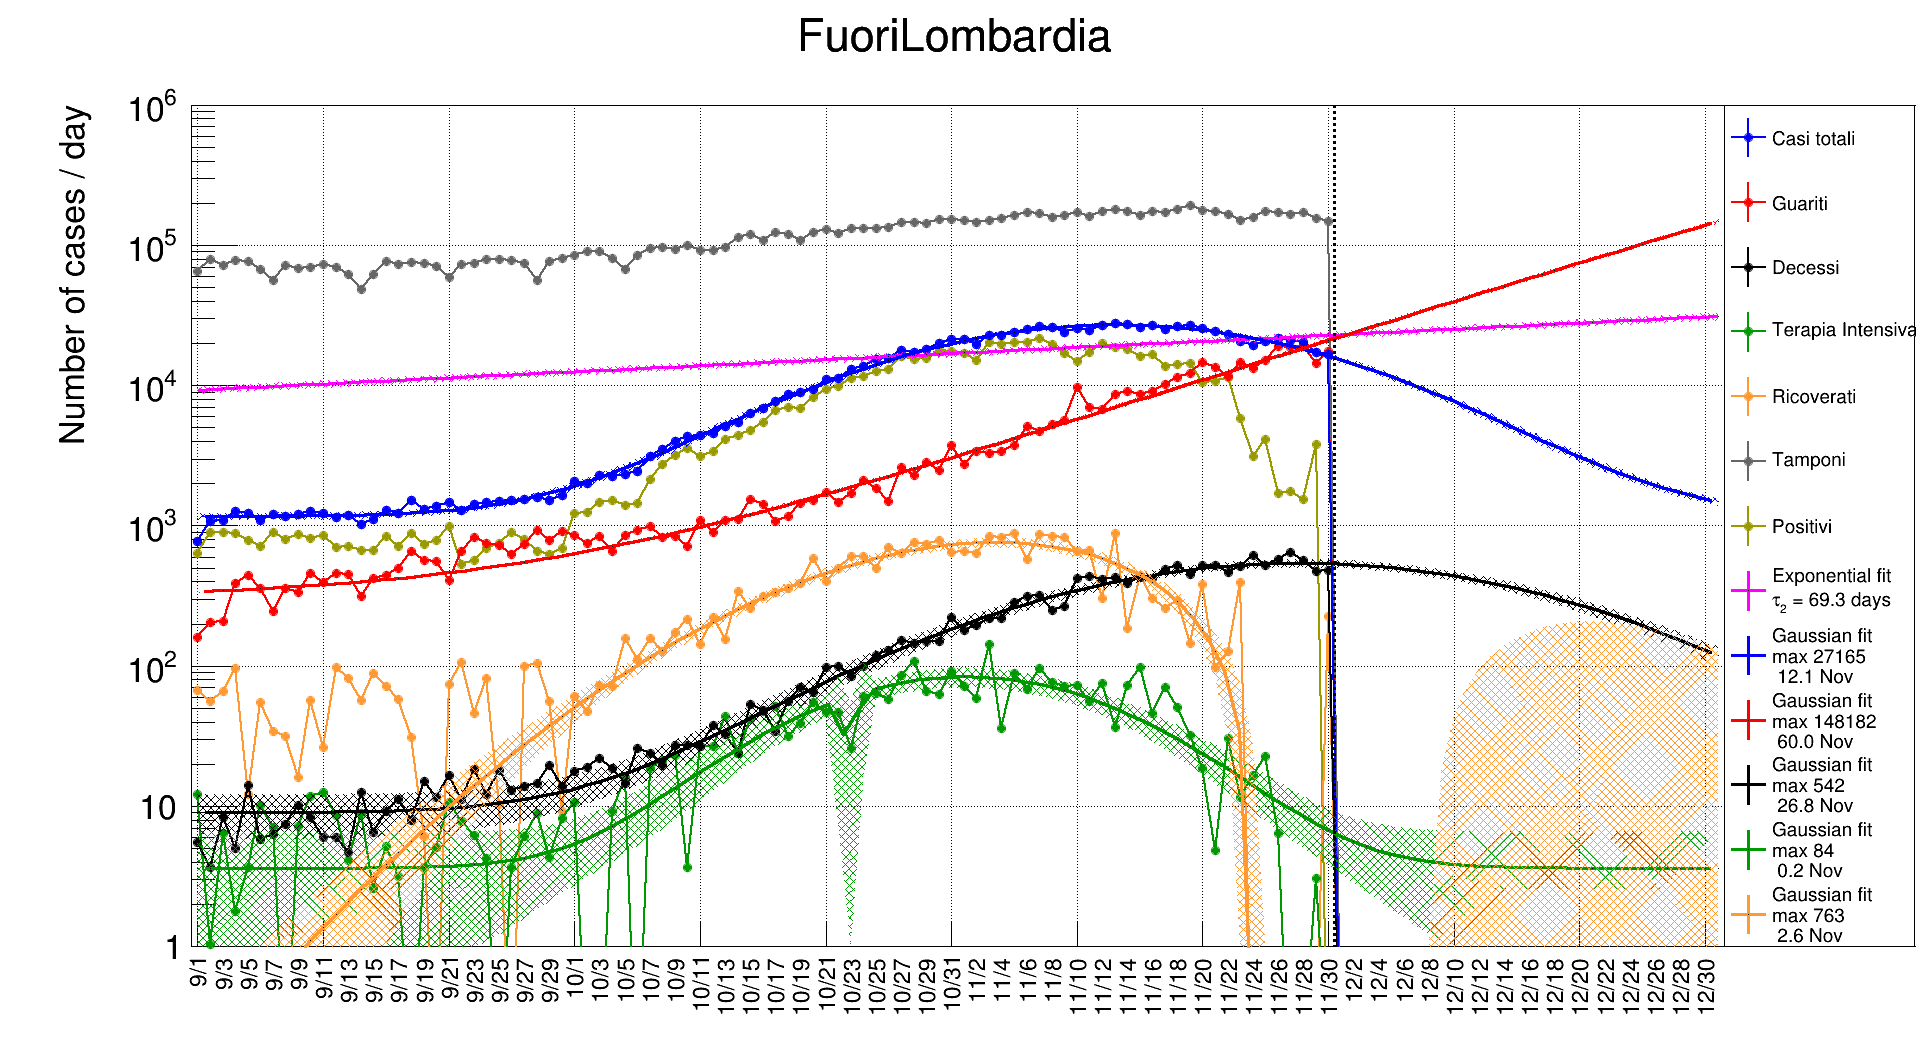 FuoriLombardia
Number of cases / day
10^6
10^5
10^4
10^3
10^2
10
1
9/1 9/3 9/5 9/7 9/9 9/11 9/13 9/15 9/17 9/19 9/21 9/23 9/25 9/27 9/29 10/1 10/3 10/5 10/7 10/9 10/11 10/13 10/15 10/17 10/19 10/21 10/23 10/25 10/27 10/29 10/31 11/2 11/4 11/6 11/8 11/10 11/12 11/14 11/16 11/18 11/20 11/22 11/24 11/26 11/28 11/30 12/2 12/4 12/6 12/8 12/10 12/12 12/14 12/16 12/18 12/20 12/22 12/24 12/26 12/28 12/30
Casi totali
Guariti
Decessi
Terapia Intensiva
Ricoverati
Tamponi
Positivi
Exponential fit
τ2 = 69.3 days
Gaussian fit
max 27165
12.1 Nov
Gaussian fit
max 148182
60.0 Nov
Gaussian fit
max 542
26.8 Nov
Gaussian fit
max 84
0.2 Nov
Gaussian fit
max 763
2.6 Nov